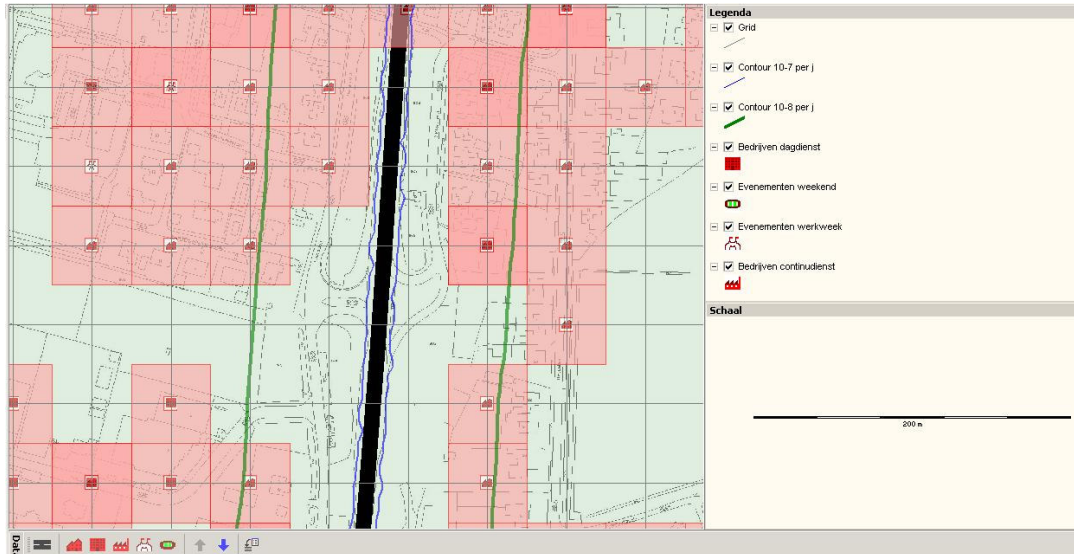 Legenda
Grid
Contour 10-7 per j
Contour 10-8 per j
Bedrijven dagdienst
Evenementen weekend
Evenementen werkweek
Bedrijven continudienst
Schaal
200 m
Dat